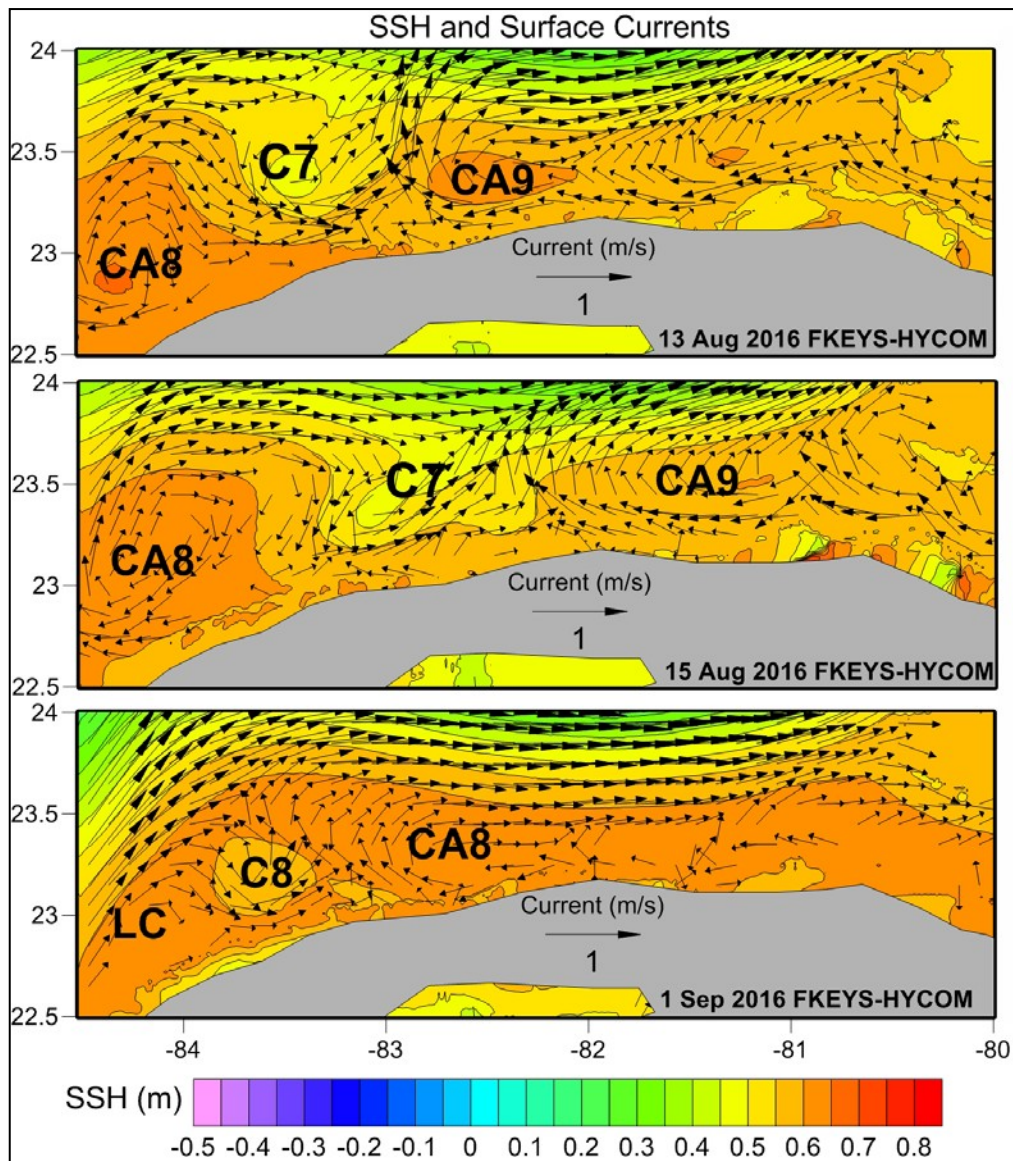 SSH and Surface Currents
24
23.5
23
22.5
C7
CA9
CA8
Current (m/s)
1
13 Aug 2016 FKEYS-HYCOM
24
23.5
23
22.5
C7
CA9
CA8
Current (m/s)
1
15 Aug 2016 FKEYS-HYCOM
24
23.5
23
22.5
CA8
C8
LC
Current (m/s)
1
1 Sep 2016 FKEYS-HYCOM
-84 -83 -82 -81 -80
SSH (m)
-0.5 -0.4 -0.3 -0.2 -0.1 0 0.1 0.2 0.3 0.4 0.5 0.6 0.7 0.8